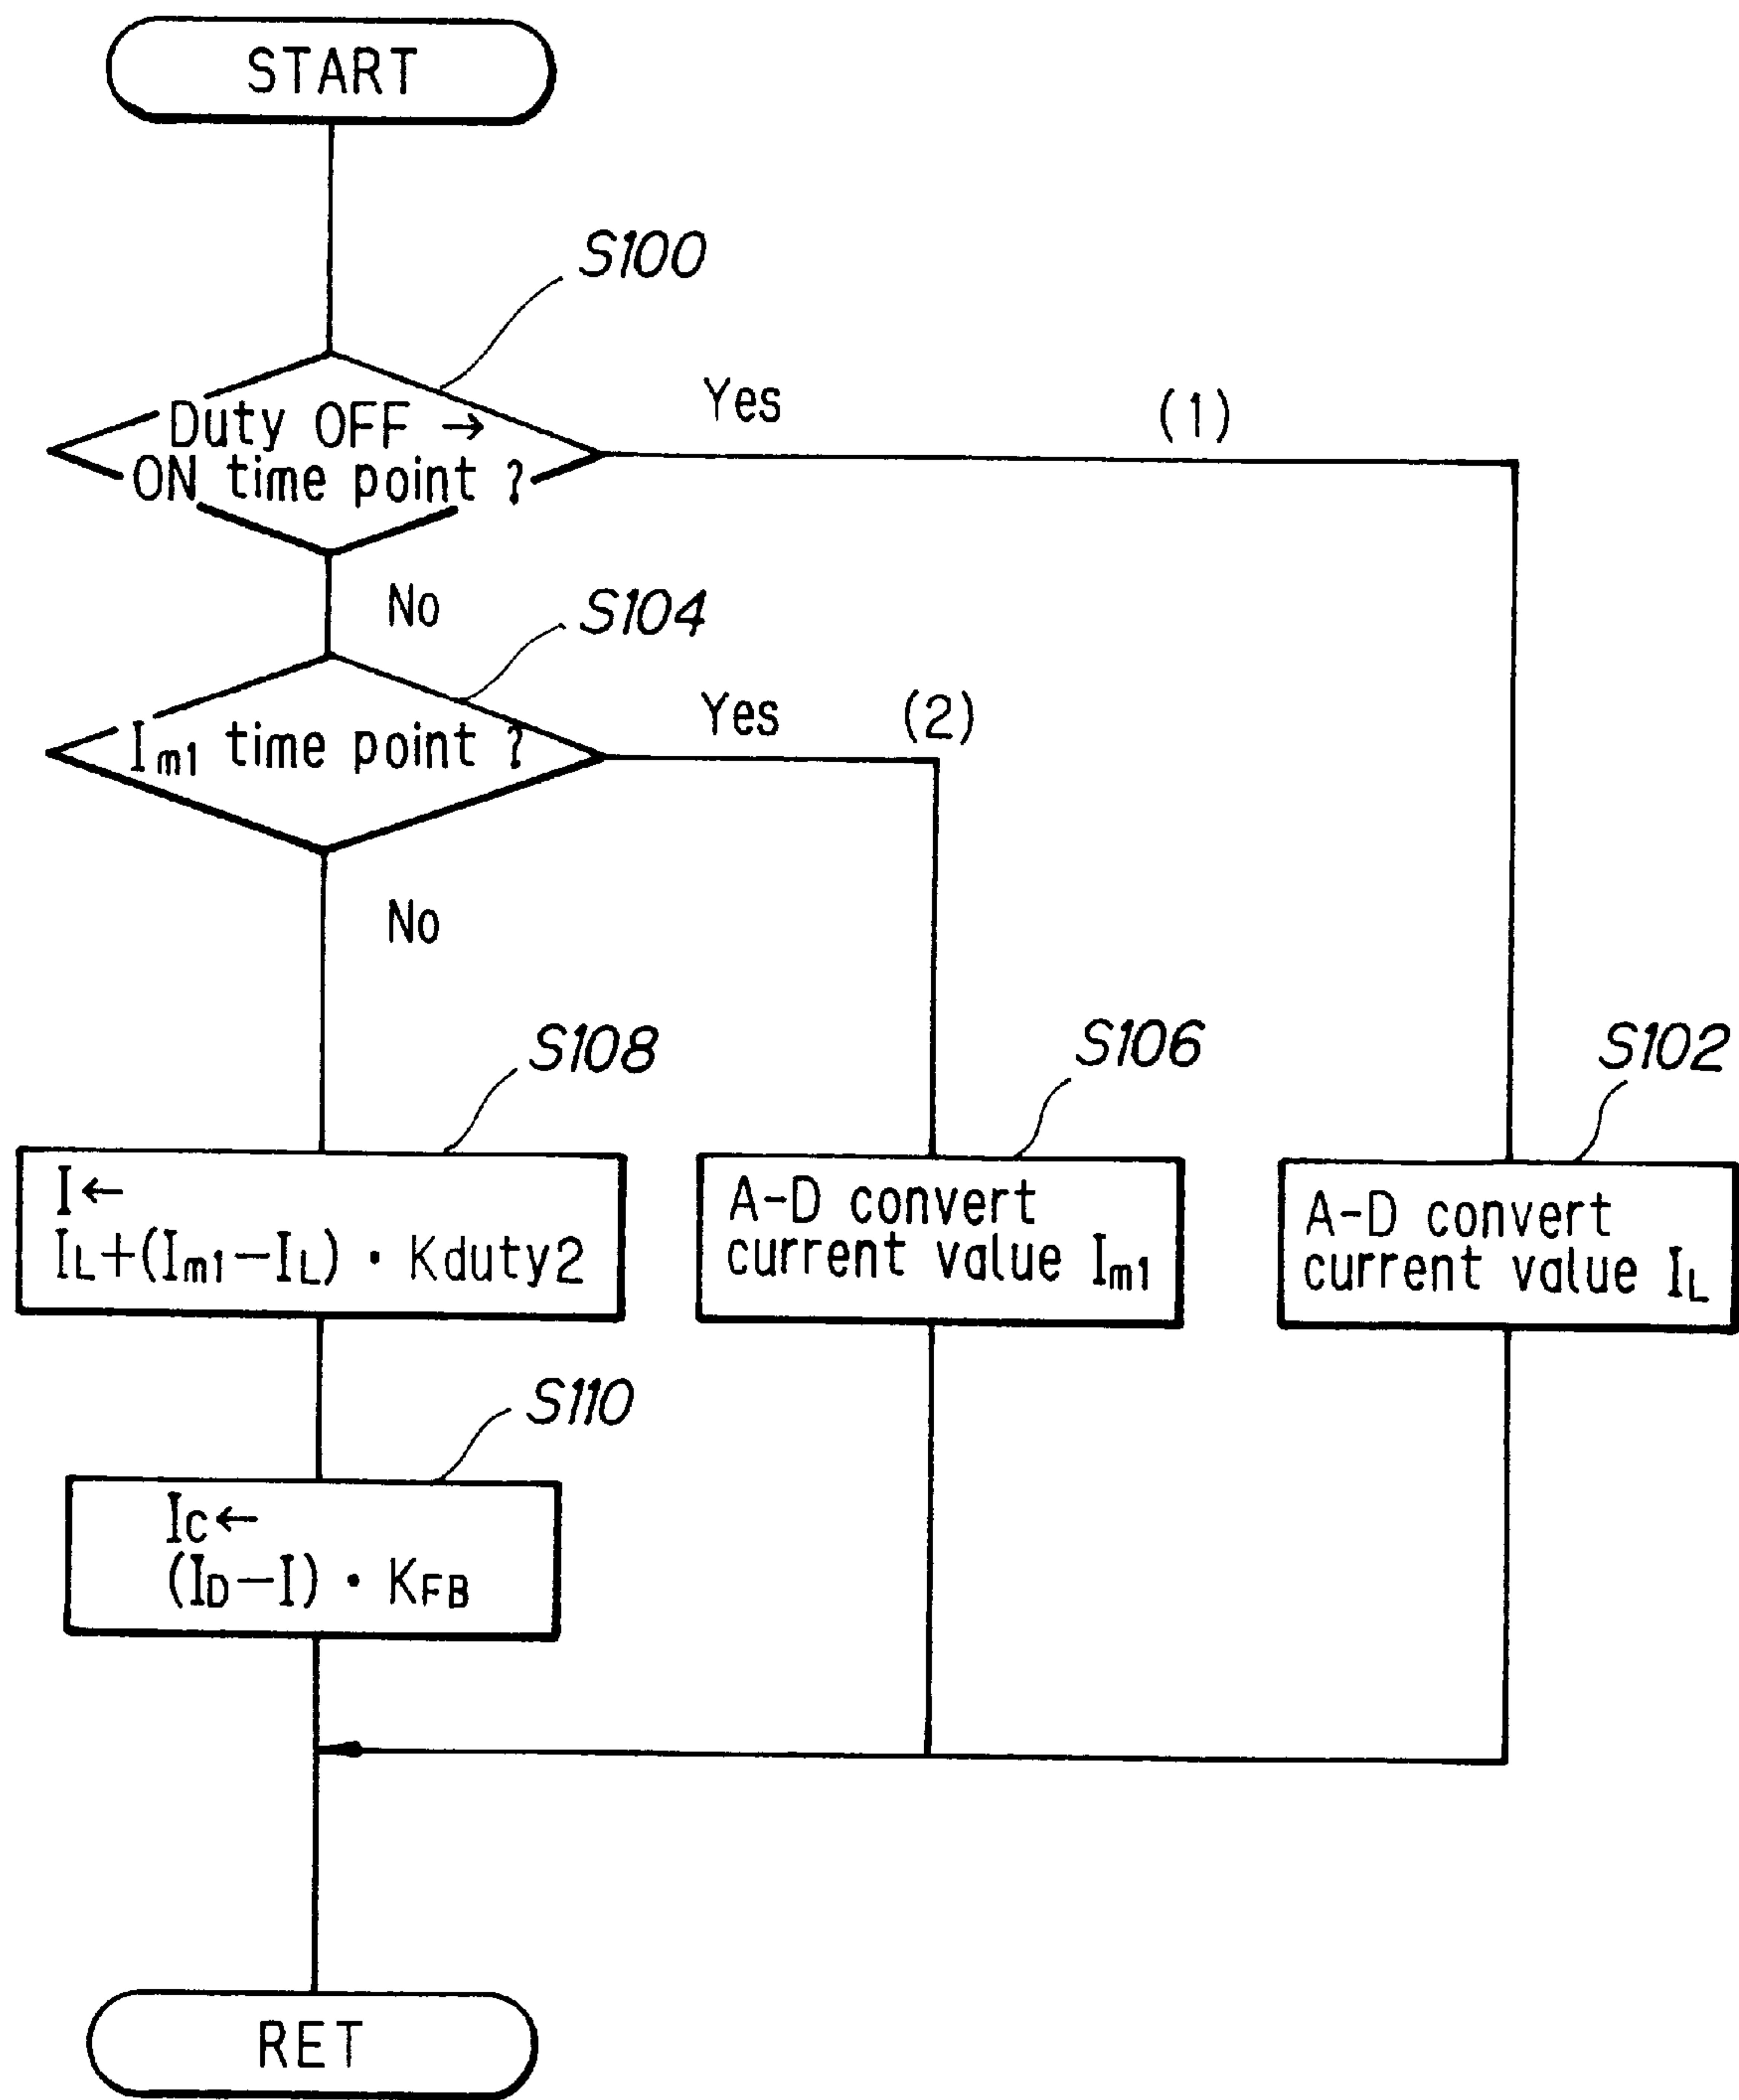 START
S100
Duty OFF →
ON time point ?
Yes
(1)
No
S104
Im1 time point ?
Yes
(2)
No
S108
I←
IL+(Im1−IL)・Kduty2
S106
A-D convert
current value Im1
S102
A-D convert
current value IL
S110
Ic←
(ID−I)・KFB
RET